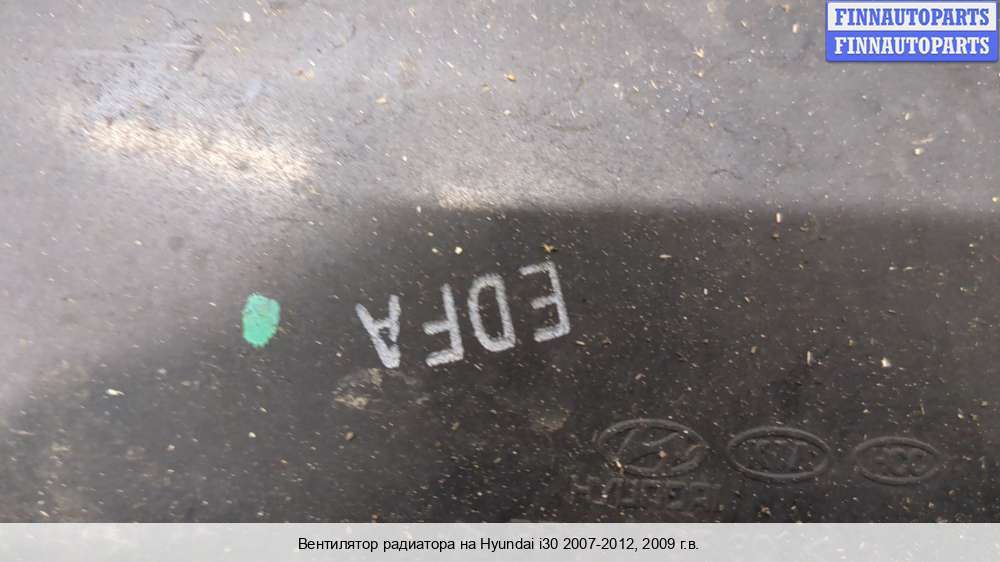 FINNAUTOPARTS
FINNAUTOPARTS
EDFA
Вентилятор радиатора на Hyundai i30 2007-2012, 2009 г.в.